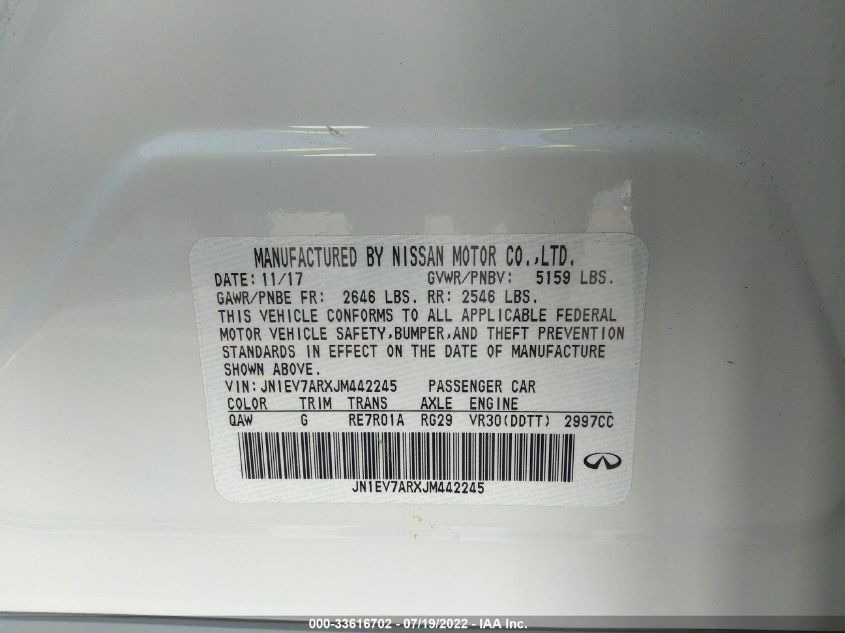 MANUFACTURED BY NISSAN MOTOR CO.,LTD.
DATE: 11/17 GVWR/PNBV: 5159 LBS.
GAWR/PNBE FR: 2646 LBS. RR: 2546 LBS.
THIS VEHICLE CONFORMS TO ALL APPLICABLE FEDERAL
MOTOR VEHICLE SAFETY,BUMPER,AND THEFT PREVENTION
STANDARDS IN EFFECT ON THE DATE OF MANUFACTURE
SHOWN ABOVE.
VIN: JN1EV7ARXJM442245 PASSENGER CAR
COLOR TRIM TRANS AXLE ENGINE
QAW G RE7R01A RG29 VR30(DDTT) 2997CC
JN1EV7ARXJM442245
000-33616702 - 07/19/2022 - IAA Inc.